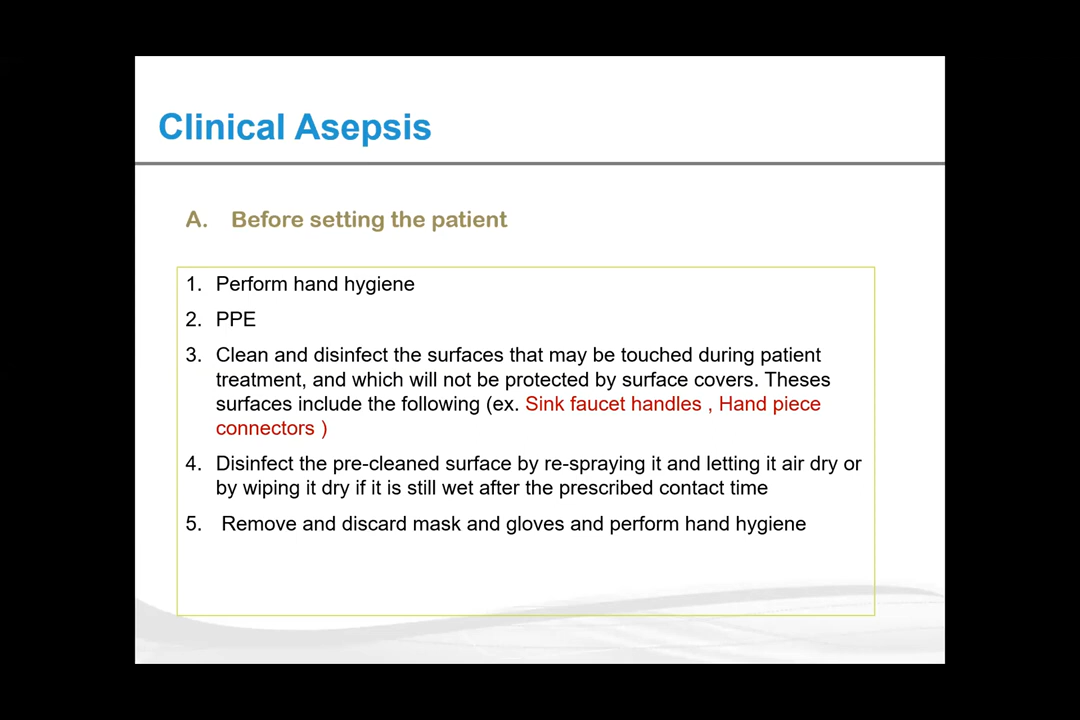 Clinical Asepsis
A. Before setting the patient
1. Perform hand hygiene
2. PPE
3. Clean and disinfect the surfaces that may be touched during patient
treatment, and which will not be protected by surface covers. Theses
surfaces include the following (ex. Sink faucet handles , Hand piece
connectors )
4. Disinfect the pre-cleaned surface by re-spraying it and letting it air dry or
by wiping it dry if it is still wet after the prescribed contact time
5. Remove and discard mask and gloves and perform hand hygiene